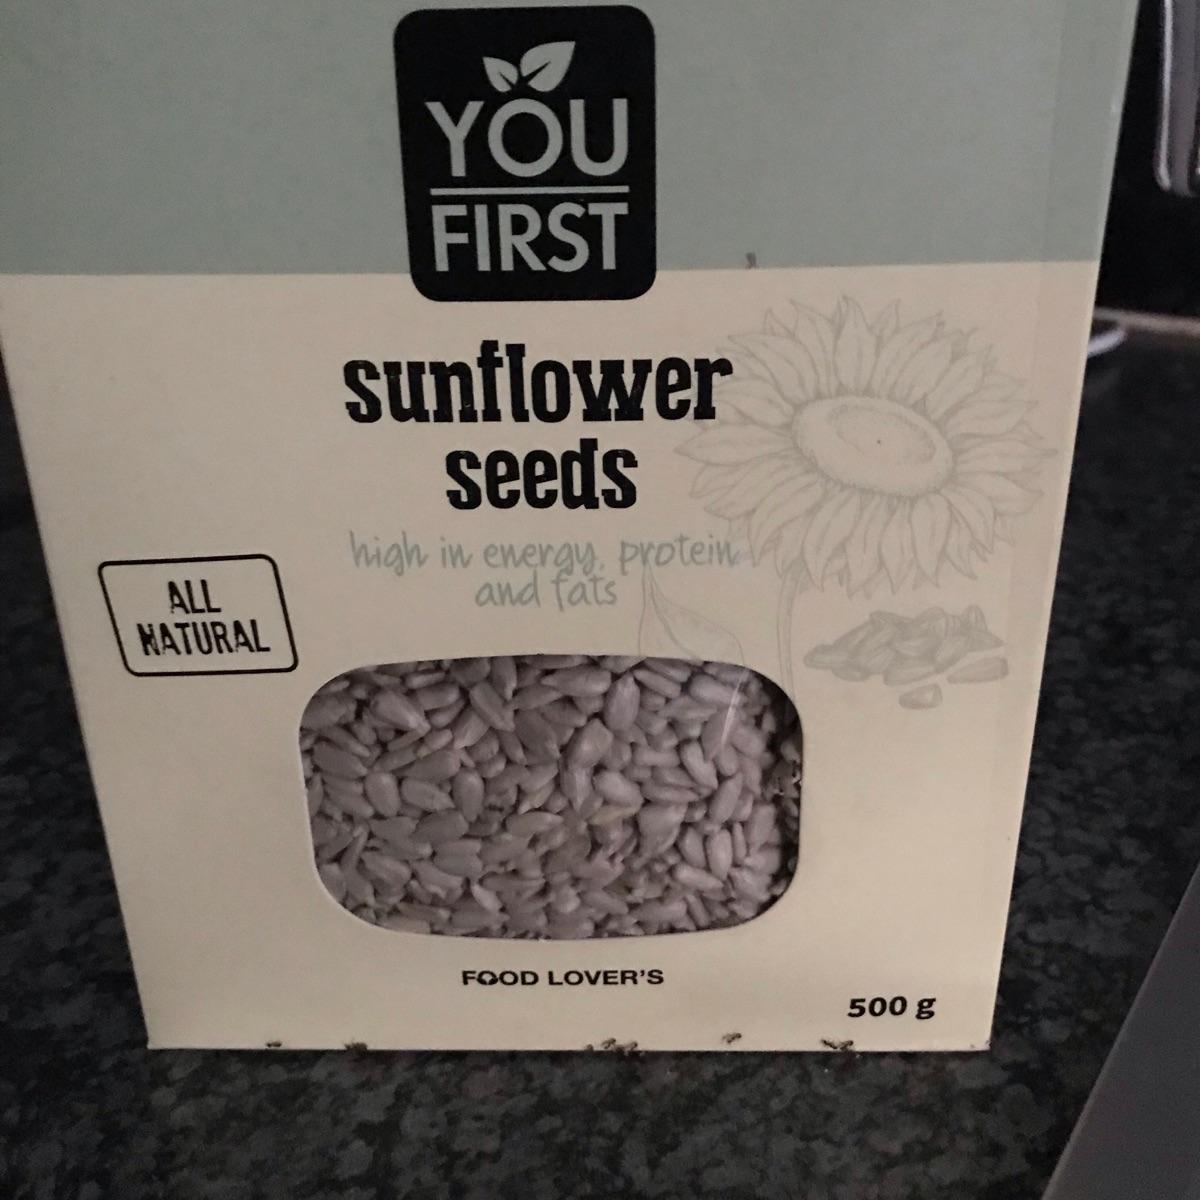 YOU
FIRST
sunflower
seeds
high in energy, protein
and fats
ALL
NATURAL
FOOD LOVER'S
500 g